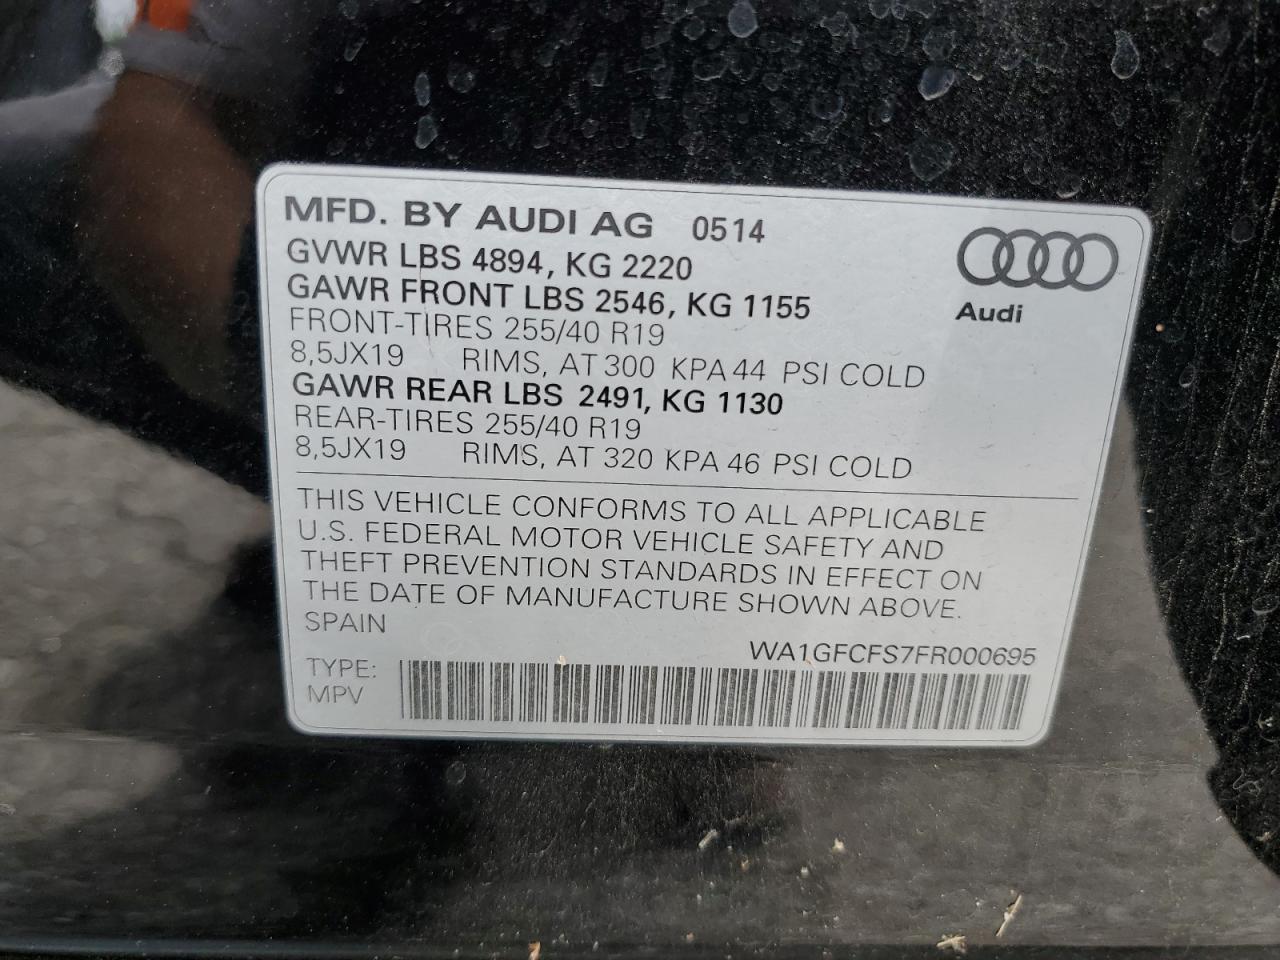 MFD. BY AUDI AG 0514
GVWR LBS 4894, KG 2220
GAWR FRONT LBS 2546, KG 1155
FRONT-TIRES 255/40 R19
8,5JX19 RIMS, AT 300 KPA 44 PSI COLD
GAWR REAR LBS 2491, KG 1130
REAR-TIRES 255/40 R19
8,5JX19 RIMS, AT 320 KPA 46 PSI COLD
Audi
THIS VEHICLE CONFORMS TO ALL APPLICABLE
U.S. FEDERAL MOTOR VEHICLE SAFETY AND
THEFT PREVENTION STANDARDS IN EFFECT ON
THE DATE OF MANUFACTURE SHOWN ABOVE.
SPAIN
WA1GFCFS7FR000695
TYPE:
MPV